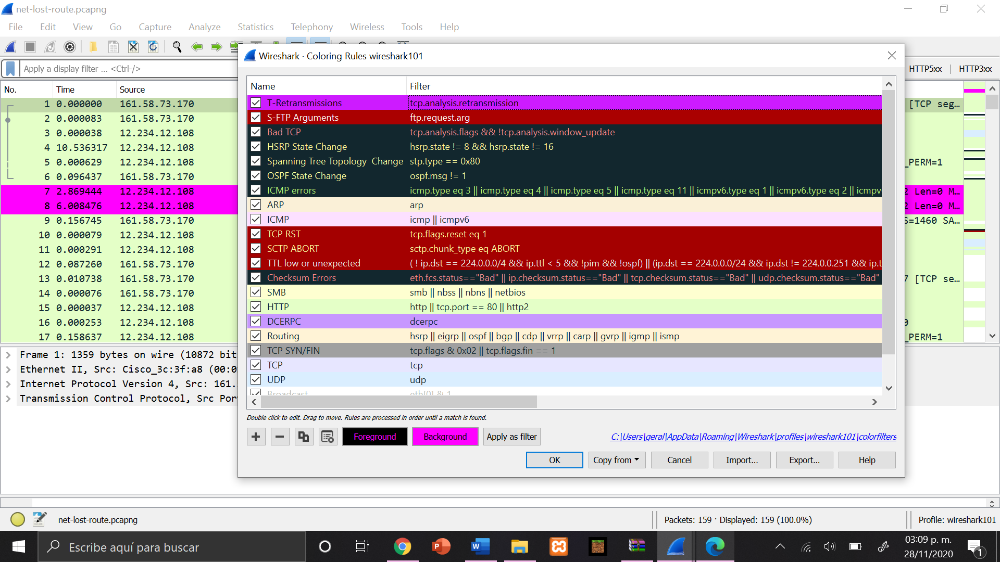 net-lost-route.pcapng
File Edit View Go Capture Analyze Statistics Telephony Wireless Tools Help
Wireshark · Coloring Rules wireshark101
Apply a display filter ... <Ctrl-/>
HTTP5xx | HTTP3xx
No. Time Source
Name Filter
1 0.000000 161.58.73.170
[TCP seg...
2 0.000083 161.58.73.170
3 0.000038 12.234.12.108
4 10.536317 12.234.12.108
5 0.000629 12.234.12.108
_PERM=1
6 0.096437 161.58.73.170
7 2.869444 12.234.12.108
2 Len=0 M...
8 6.008476 12.234.12.108
2 Len=0 M...
9 0.156745 161.58.73.170
S=1460 SA...
10 0.000079 12.234.12.108
11 0.000291 12.234.12.108
12 0.087260 161.58.73.170
13 0.010738 161.58.73.170
7 [TCP se...
14 0.000076 12.234.12.108
15 0.000037 12.234.12.108
16 0.000253 12.234.12.108
17 0.158637 12.234.12.108
_PERM=1
T-Retransmissions tcp.analysis.retransmission
S-FTP Arguments ftp.request.arg
Bad TCP tcp.analysis.flags && !tcp.analysis.window_update
HSRP State Change hsrp.state != 8 && hsrp.state != 16
Spanning Tree Topology  Change stp.type == 0x80
OSPF State Change ospf.msg != 1
ICMP errors icmp.type eq 3 || icmp.type eq 4 || icmp.type eq 5 || icmp.type eq 11 || icmpv6.type eq 1 || icmpv6.type eq 2 || icmpv
ARP arp
ICMP icmp || icmpv6
TCP RST tcp.flags.reset eq 1
SCTP ABORT sctp.chunk_type eq ABORT
TTL low or unexpected ( ! ip.dst == 224.0.0.0/4 && ip.ttl < 5 && !pim && !ospf) || (ip.dst == 224.0.0.0/24 && ip.dst != 224.0.0.251 && ip.t
Checksum Errors eth.fcs.status=="Bad" || ip.checksum.status=="Bad" || tcp.checksum.status=="Bad" || udp.checksum.status=="Bad"
SMB smb || nbss || nbns || netbios
HTTP http || tcp.port == 80 || http2
DCERPC dcerpc
Routing hsrp || eigrp || ospf || bgp || cdp || vrrp || carp || gvrp || igmp || ismp
TCP SYN/FIN tcp.flags & 0x02 || tcp.flags.fin == 1
TCP tcp
UDP udp
Broadcast eth[0] & 1
Frame 1: 1359 bytes on wire (10872 bit
Ethernet II, Src: Cisco_3c:3f:a8 (00:0
Internet Protocol Version 4, Src: 161.
Transmission Control Protocol, Src Por
Double click to edit. Drag to move. Rules are processed in order until a match is found.
Foreground Background Apply as filter C:\Users\geral\AppData\Roaming\Wireshark\profiles\wireshark101\colorfilters
OK Copy from Cancel Import... Export... Help
net-lost-route.pcapng Packets: 159 · Displayed: 159 (100.0%) Profile: wireshark101
Escribe aquí para buscar
03:09 p. m.
28/11/2020
1